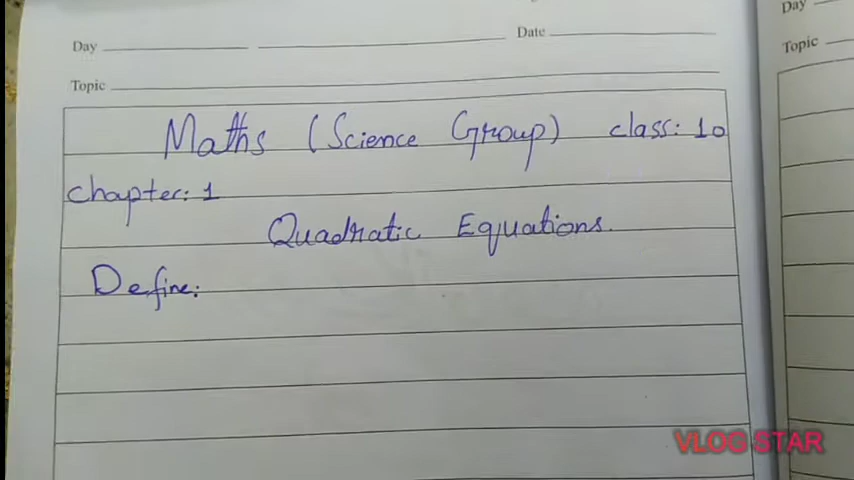 Day Date
Topic
Maths (Science Group) class: 10
chapter: 1
Quadratic Equations.
Define:
Day
Topic
VLOG STAR